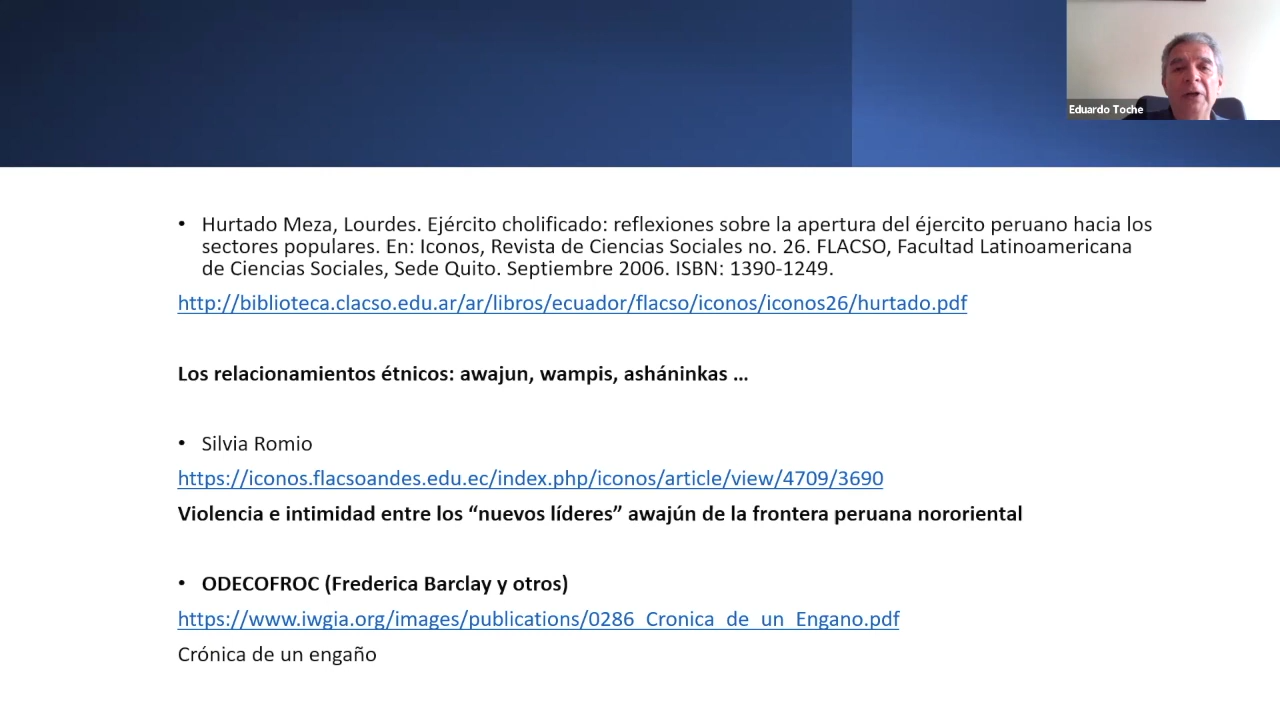 Eduardo Toche
• Hurtado Meza, Lourdes. Ejército cholificado: reflexiones sobre la apertura del éjercito peruano hacia los
sectores populares. En: Iconos, Revista de Ciencias Sociales no. 26. FLACSO, Facultad Latinoamericana
de Ciencias Sociales, Sede Quito. Septiembre 2006. ISBN: 1390-1249.
http://biblioteca.clacso.edu.ar/ar/libros/ecuador/flacso/iconos/iconos26/hurtado.pdf
Los relacionamientos étnicos: awajun, wampis, asháninkas ...
• Silvia Romio
https://iconos.flacsoandes.edu.ec/index.php/iconos/article/view/4709/3690
Violencia e intimidad entre los “nuevos líderes” awajún de la frontera peruana nororiental
• ODECOFROC (Frederica Barclay y otros)
https://www.iwgia.org/images/publications/0286_Cronica_de_un_Engano.pdf
Crónica de un engaño